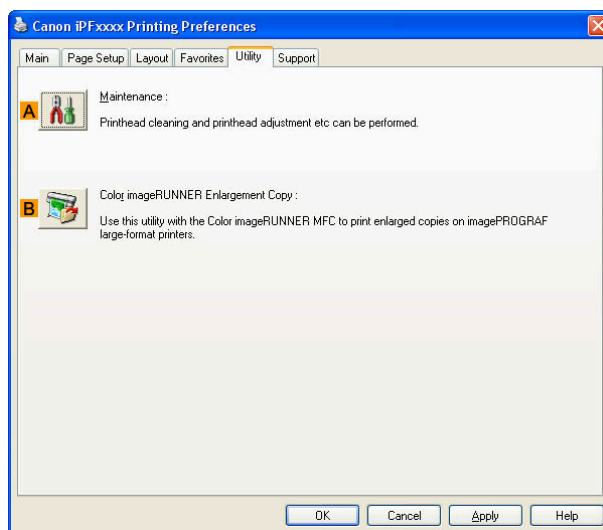 Canon iPFxxxx Printing Preferences
Main Page Setup Layout Favorites Utility Support
A
Maintenance :
Printhead cleaning and printhead adjustment etc can be performed.
B
Color imageRUNNER Enlargement Copy :
Use this utility with the Color imageRUNNER MFC to print enlarged copies on imagePROGRAF
large-format printers.
OK Cancel Apply Help